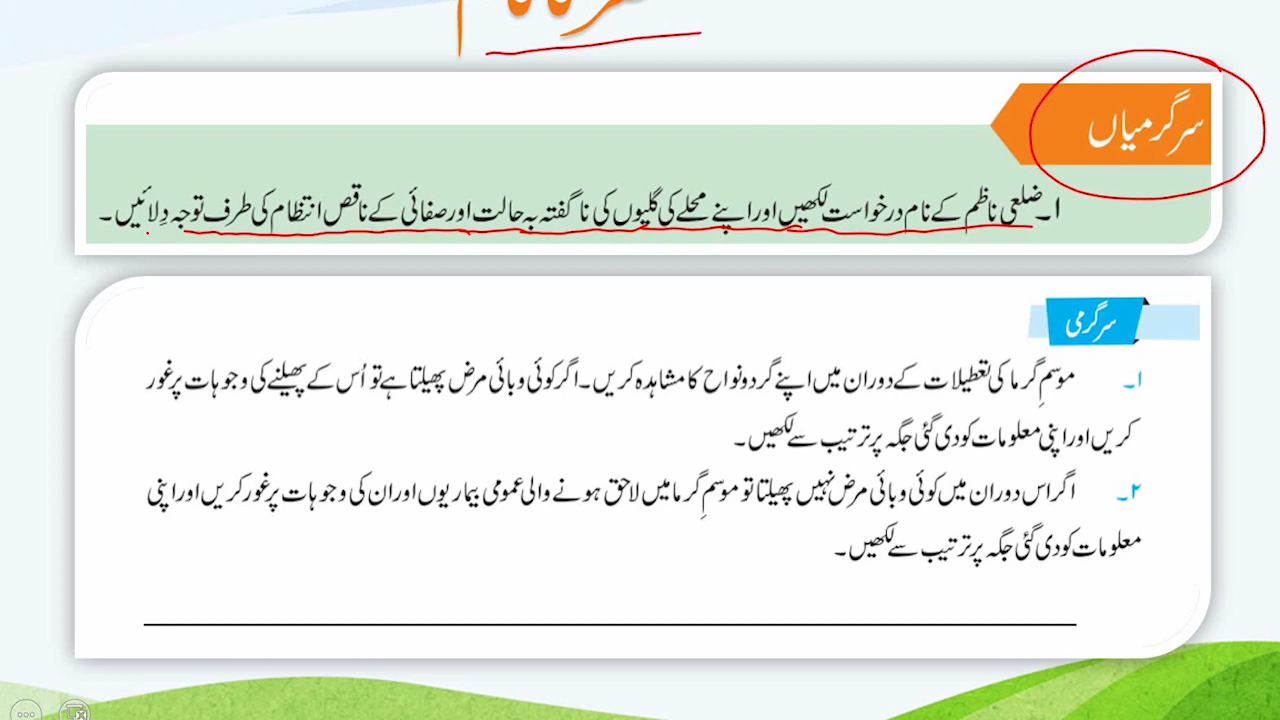 سرگرمیاں
۱۔ ضلعی ناظم کے نام درخواست لکھیں اور اپنے محلے کی گلیوں کی ناگفتہ بہ حالت اور صفائی کے ناقص انتظام کی طرف توجہ دِلائیں۔
سرگرمی
۱۔ موسمِ گرما کی تعطیلات کے دوران میں اپنے گردونواح کا مشاہدہ کریں۔ اگر کوئی وبائی مرض پھیلتا ہے تو اُس کے پھیلنے کی وجوہات پر غور
کریں اور اپنی معلومات کو دی گئی جگہ پر ترتیب سے لکھیں۔
۲۔ اگر اس دوران میں کوئی وبائی مرض نہیں پھیلتا تو موسمِ گرما میں لاحق ہونے والی عمومی بیماریوں اور ان کی وجوہات پر غور کریں اور اپنی
معلومات کو دی گئی جگہ پر ترتیب سے لکھیں۔